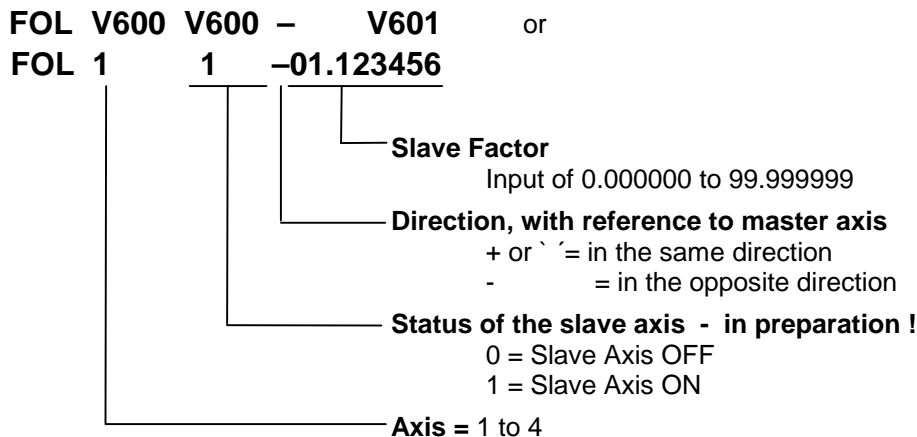 FOL V600 V600 – V601 or
FOL 1 1 –01.123456
Slave Factor
Input of 0.000000 to 99.999999
Direction, with reference to master axis
+ or ` ´= in the same direction
- = in the opposite direction
Status of the slave axis - in preparation !
0 = Slave Axis OFF
1 = Slave Axis ON
Axis = 1 to 4